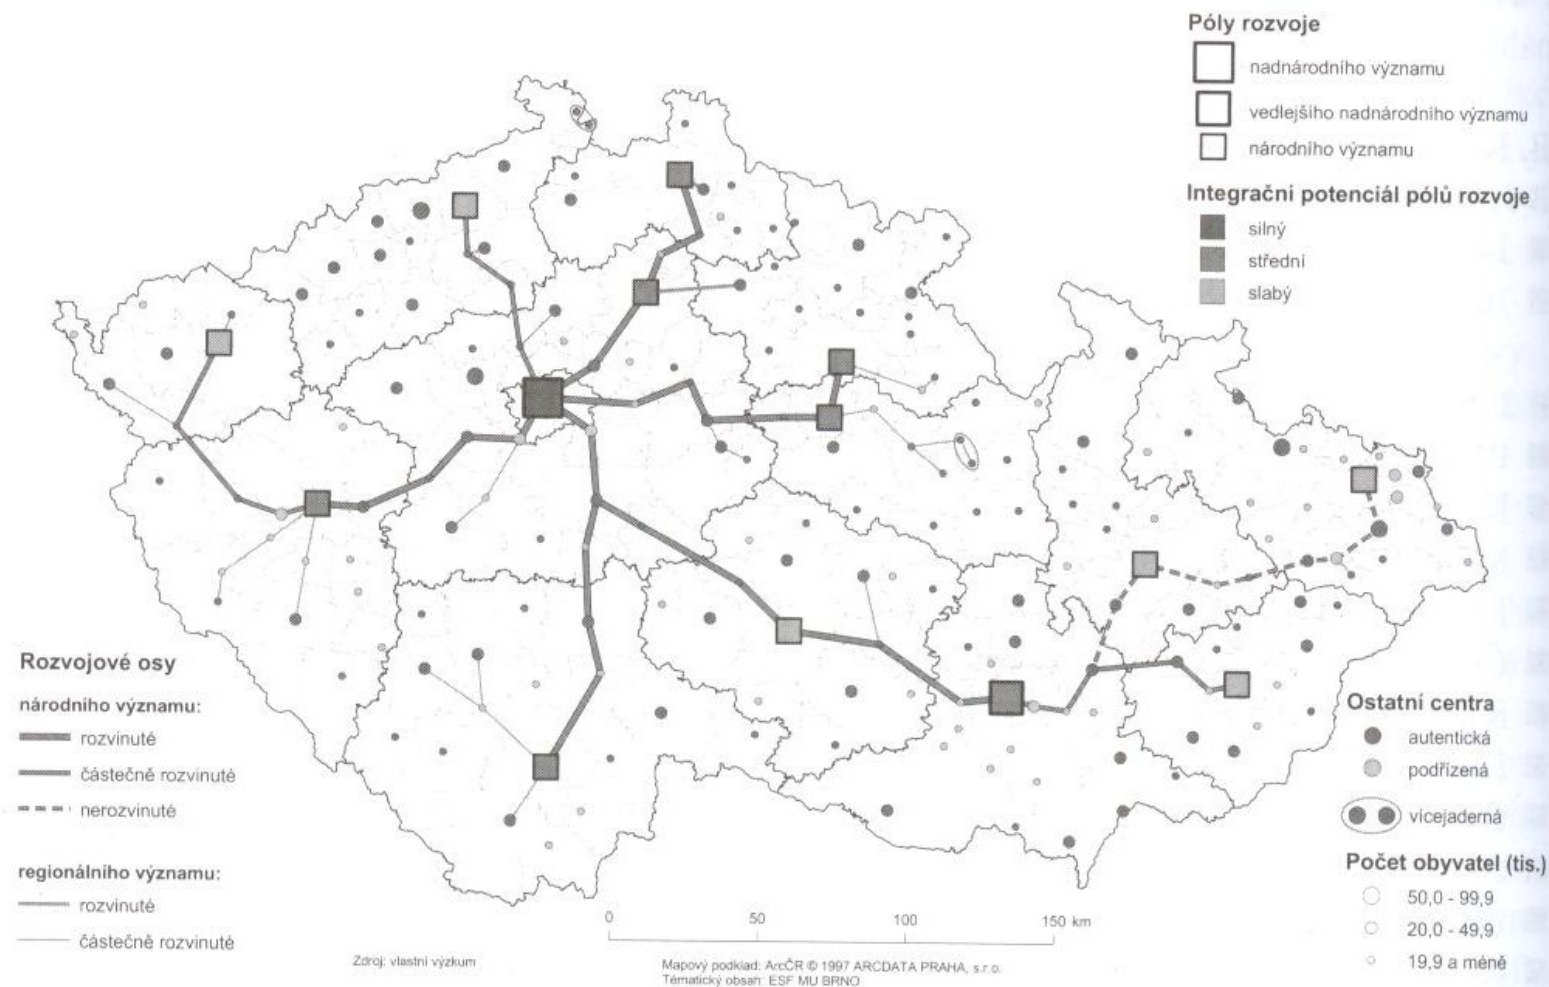 Póly rozvoje
nadnárodního významu
vedlejšího nadnárodního významu
národního významu
Integrační potenciál pólů rozvoje
silný
střední
slabý
Rozvojové osy
národního významu:
rozvinuté
částečně rozvinuté
nerozvinuté
regionálního významu:
rozvinuté
částečně rozvinuté
Ostatní centra
autentická
podřízená
vícejaderná
Počet obyvatel (tis.)
50,0 - 99,9
20,0 - 49,9
19,9 a méně
0 50 100 150 km
Zdroj: vlastní výzkum
Mapový podklad: ArcČR © 1997 ARCDATA PRAHA, s.r.o.
Tématický obsah: ESF MU BRNO